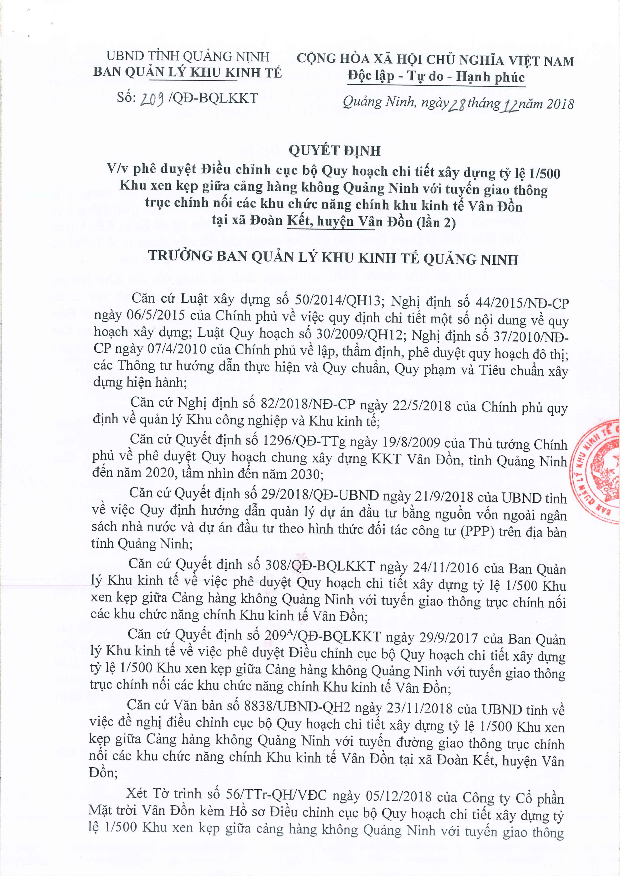 UBND TỈNH QUẢNG NINH
BAN QUẢN LÝ KHU KINH TẾ
Số: 209 /QĐ-BQLKKT
CỘNG HÒA XÃ HỘI CHỦ NGHĨA VIỆT NAM
Độc lập - Tự do - Hạnh phúc
Quảng Ninh, ngày 28 tháng 12 năm 2018
QUYẾT ĐỊNH
V/v phê duyệt Điều chỉnh cục bộ Quy hoạch chi tiết xây dựng tỷ lệ 1/500
Khu xen kẹp giữa cảng hàng không Quảng Ninh với tuyến giao thông
trục chính nối các khu chức năng chính khu kinh tế Vân Đồn
tại xã Đoàn Kết, huyện Vân Đồn (lần 2)
TRƯỞNG BAN QUẢN LÝ KHU KINH TẾ QUẢNG NINH
Căn cứ Luật xây dựng số 50/2014/QH13; Nghị định số 44/2015/NĐ-CP
ngày 06/5/2015 của Chính phủ về việc quy định chi tiết một số nội dung về quy
hoạch xây dựng; Luật Quy hoạch số 30/2009/QH12; Nghị định số 37/2010/NĐ-
CP ngày 07/4/2010 của Chính phủ về lập, thẩm định, phê duyệt quy hoạch đô thị;
các Thông tư hướng dẫn thực hiện và Quy chuẩn, Quy phạm và Tiêu chuẩn xây
dựng hiện hành;
Căn cứ Nghị định số 82/2018/NĐ-CP ngày 22/5/2018 của Chính phủ quy
định về quản lý Khu công nghiệp và Khu kinh tế;
Căn cứ Quyết định số 1296/QĐ-TTg ngày 19/8/2009 của Thủ tướng Chính
phủ về phê duyệt Quy hoạch chung xây dựng KKT Vân Đồn, tỉnh Quảng Ninh
đến năm 2020, tầm nhìn đến năm 2030;
Căn cứ Quyết định số 29/2018/QĐ-UBND ngày 21/9/2018 của UBND tỉnh
về việc Quy định hướng dẫn quản lý dự án đầu tư bằng nguồn vốn ngoài ngân
sách nhà nước và dự án đầu tư theo hình thức đối tác công tư (PPP) trên địa bàn
tỉnh Quảng Ninh;
Căn cứ Quyết định số 308/QĐ-BQLKKT ngày 24/11/2016 của Ban Quản
lý Khu kinh tế về việc phê duyệt Quy hoạch chi tiết xây dựng tỷ lệ 1/500 Khu
xen kẹp giữa Cảng hàng không Quảng Ninh với tuyến giao thông trục chính nối
các khu chức năng chính Khu kinh tế Vân Đồn;
Căn cứ Quyết định số 209ᴬ/QĐ-BQLKKT ngày 29/9/2017 của Ban Quản
lý Khu kinh tế về việc phê duyệt Điều chỉnh cục bộ Quy hoạch chi tiết xây dựng
tỷ lệ 1/500 Khu xen kẹp giữa Cảng hàng không Quảng Ninh với tuyến giao thông
trục chính nối các khu chức năng chính Khu kinh tế Vân Đồn;
Căn cứ Văn bản số 8838/UBND-QH2 ngày 23/11/2018 của UBND tỉnh về
việc đề nghị điều chỉnh cục bộ Quy hoạch chi tiết xây dựng tỷ lệ 1/500 Khu xen
kẹp giữa Cảng hàng không Quảng Ninh với tuyến đường giao thông trục chính
nối các khu chức năng chính Khu kinh tế Vân Đồn tại xã Đoàn Kết, huyện Vân
Đồn;
Xét Tờ trình số 56/TTr-QH/VĐC ngày 05/12/2018 của Công ty Cổ phần
Mặt trời Vân Đồn kèm Hồ sơ Điều chỉnh cục bộ Quy hoạch chi tiết xây dựng tỷ
lệ 1/500 Khu xen kẹp giữa cảng hàng không Quảng Ninh với tuyến giao thông
BAN QUẢN LÝ KHU KINH TẾ